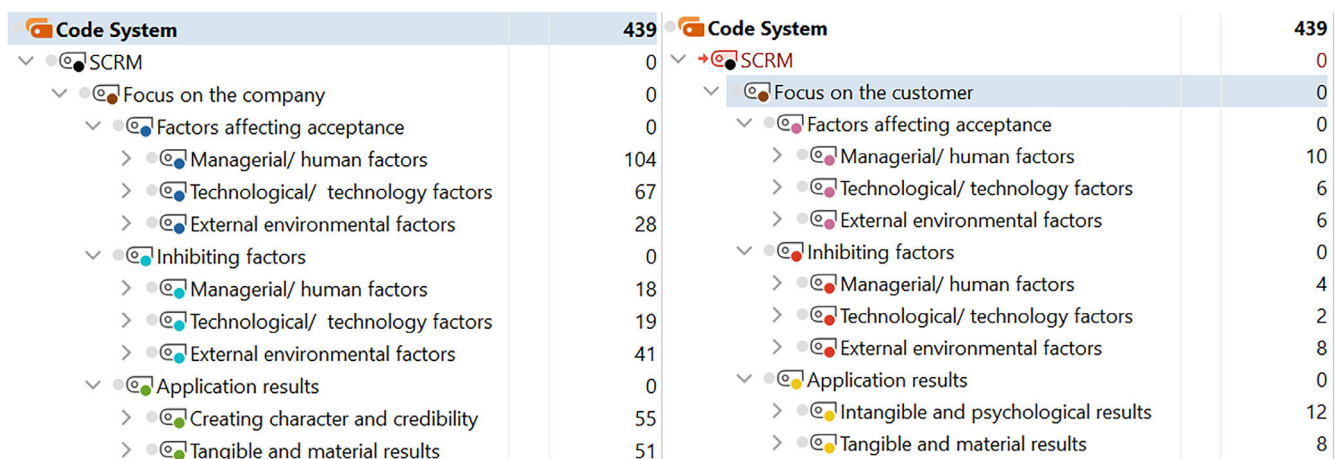 Code System 439
SCRM 0
Focus on the company 0
Factors affecting acceptance 0
Managerial/ human factors 104
Technological/ technology factors 67
External environmental factors 28
Inhibiting factors 0
Managerial/ human factors 18
Technological/ technology factors 19
External environmental factors 41
Application results 0
Creating character and credibility 55
Tangible and material results 51
Code System 439
SCRM 0
Focus on the customer 0
Factors affecting acceptance 0
Managerial/ human factors 10
Technological/ technology factors 6
External environmental factors 6
Inhibiting factors 0
Managerial/ human factors 4
Technological/ technology factors 2
External environmental factors 8
Application results 0
Intangible and psychological results 12
Tangible and material results 8